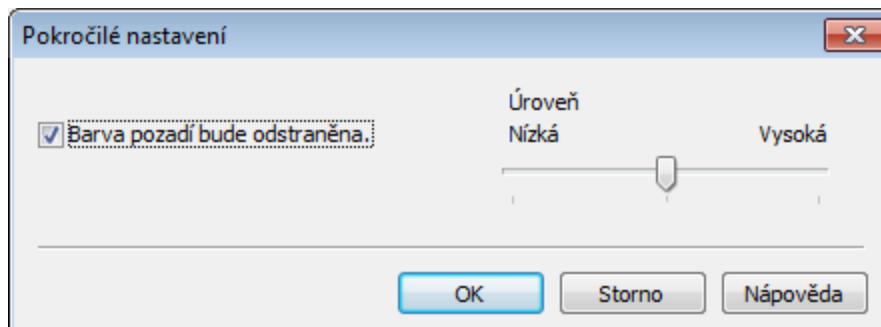 Pokročilé nastavení
Úroveň
Barva pozadí bude odstraněna.
Nízká Vysoká
OK Storno Nápověda